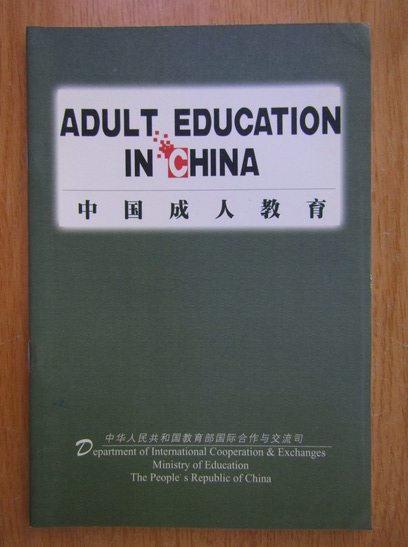 ADULT EDUCATION
IN CHINA
中国成人教育
中华人民共和国教育部国际合作与交流司
Department of International Cooperation & Exchanges
Ministry of Education
The People's Republic of China